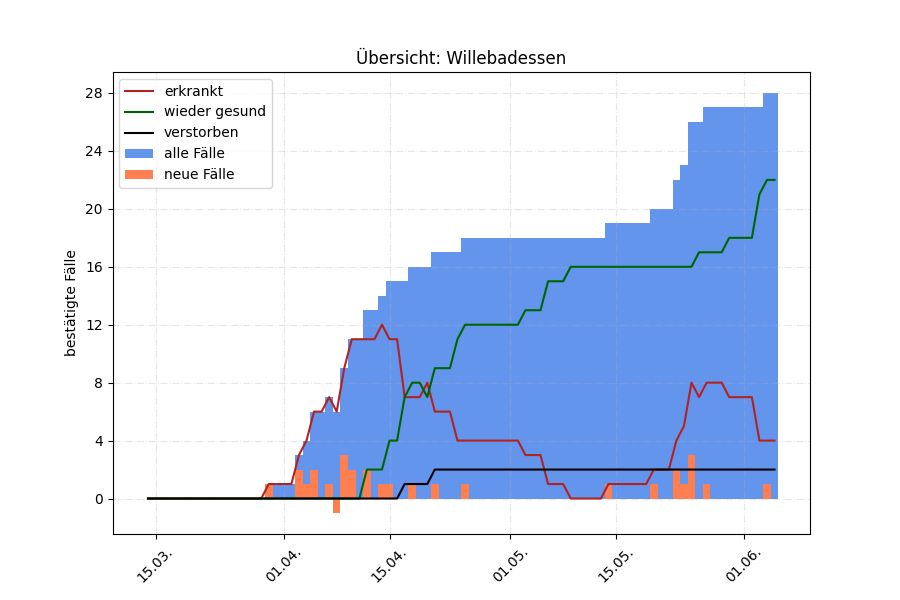 Übersicht: Willebadessen
erkrankt
wieder gesund
verstorben
alle Fälle
neue Fälle
bestätigte Fälle
28
24
20
16
12
8
4
0
15.03.
01.04.
15.04.
01.05.
15.05.
01.06.